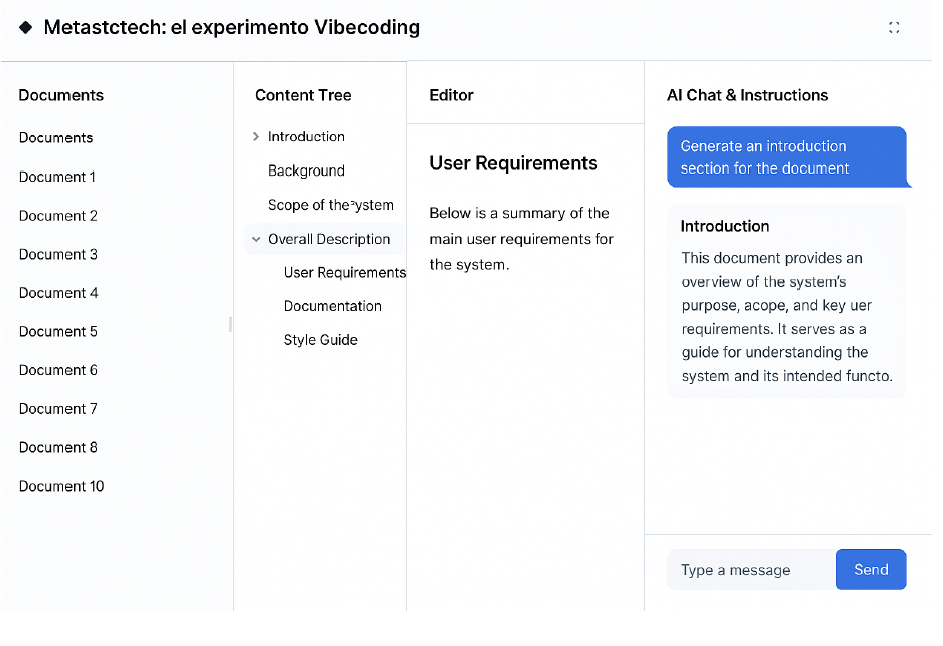 Metastctech: el experimento Vibecoding
Documents
Documents
Document 1
Document 2
Document 3
Document 4
Document 5
Document 6
Document 7
Document 8
Document 10
Content Tree
Introduction
Background
Scope of the ystem
Overall Description
User Requirements
Documentation
Style Guide
Editor
User Requirements
Below is a summary of the
main user requirements for
the system.
AI Chat & Instructions
Generate an introduction
section for the document
Introduction
This document provides an
overview of the system’s
purpose, acope, and key uer
requirements. It serves as a
guide for understanding the
system and its intended functo.
Type a message
Send